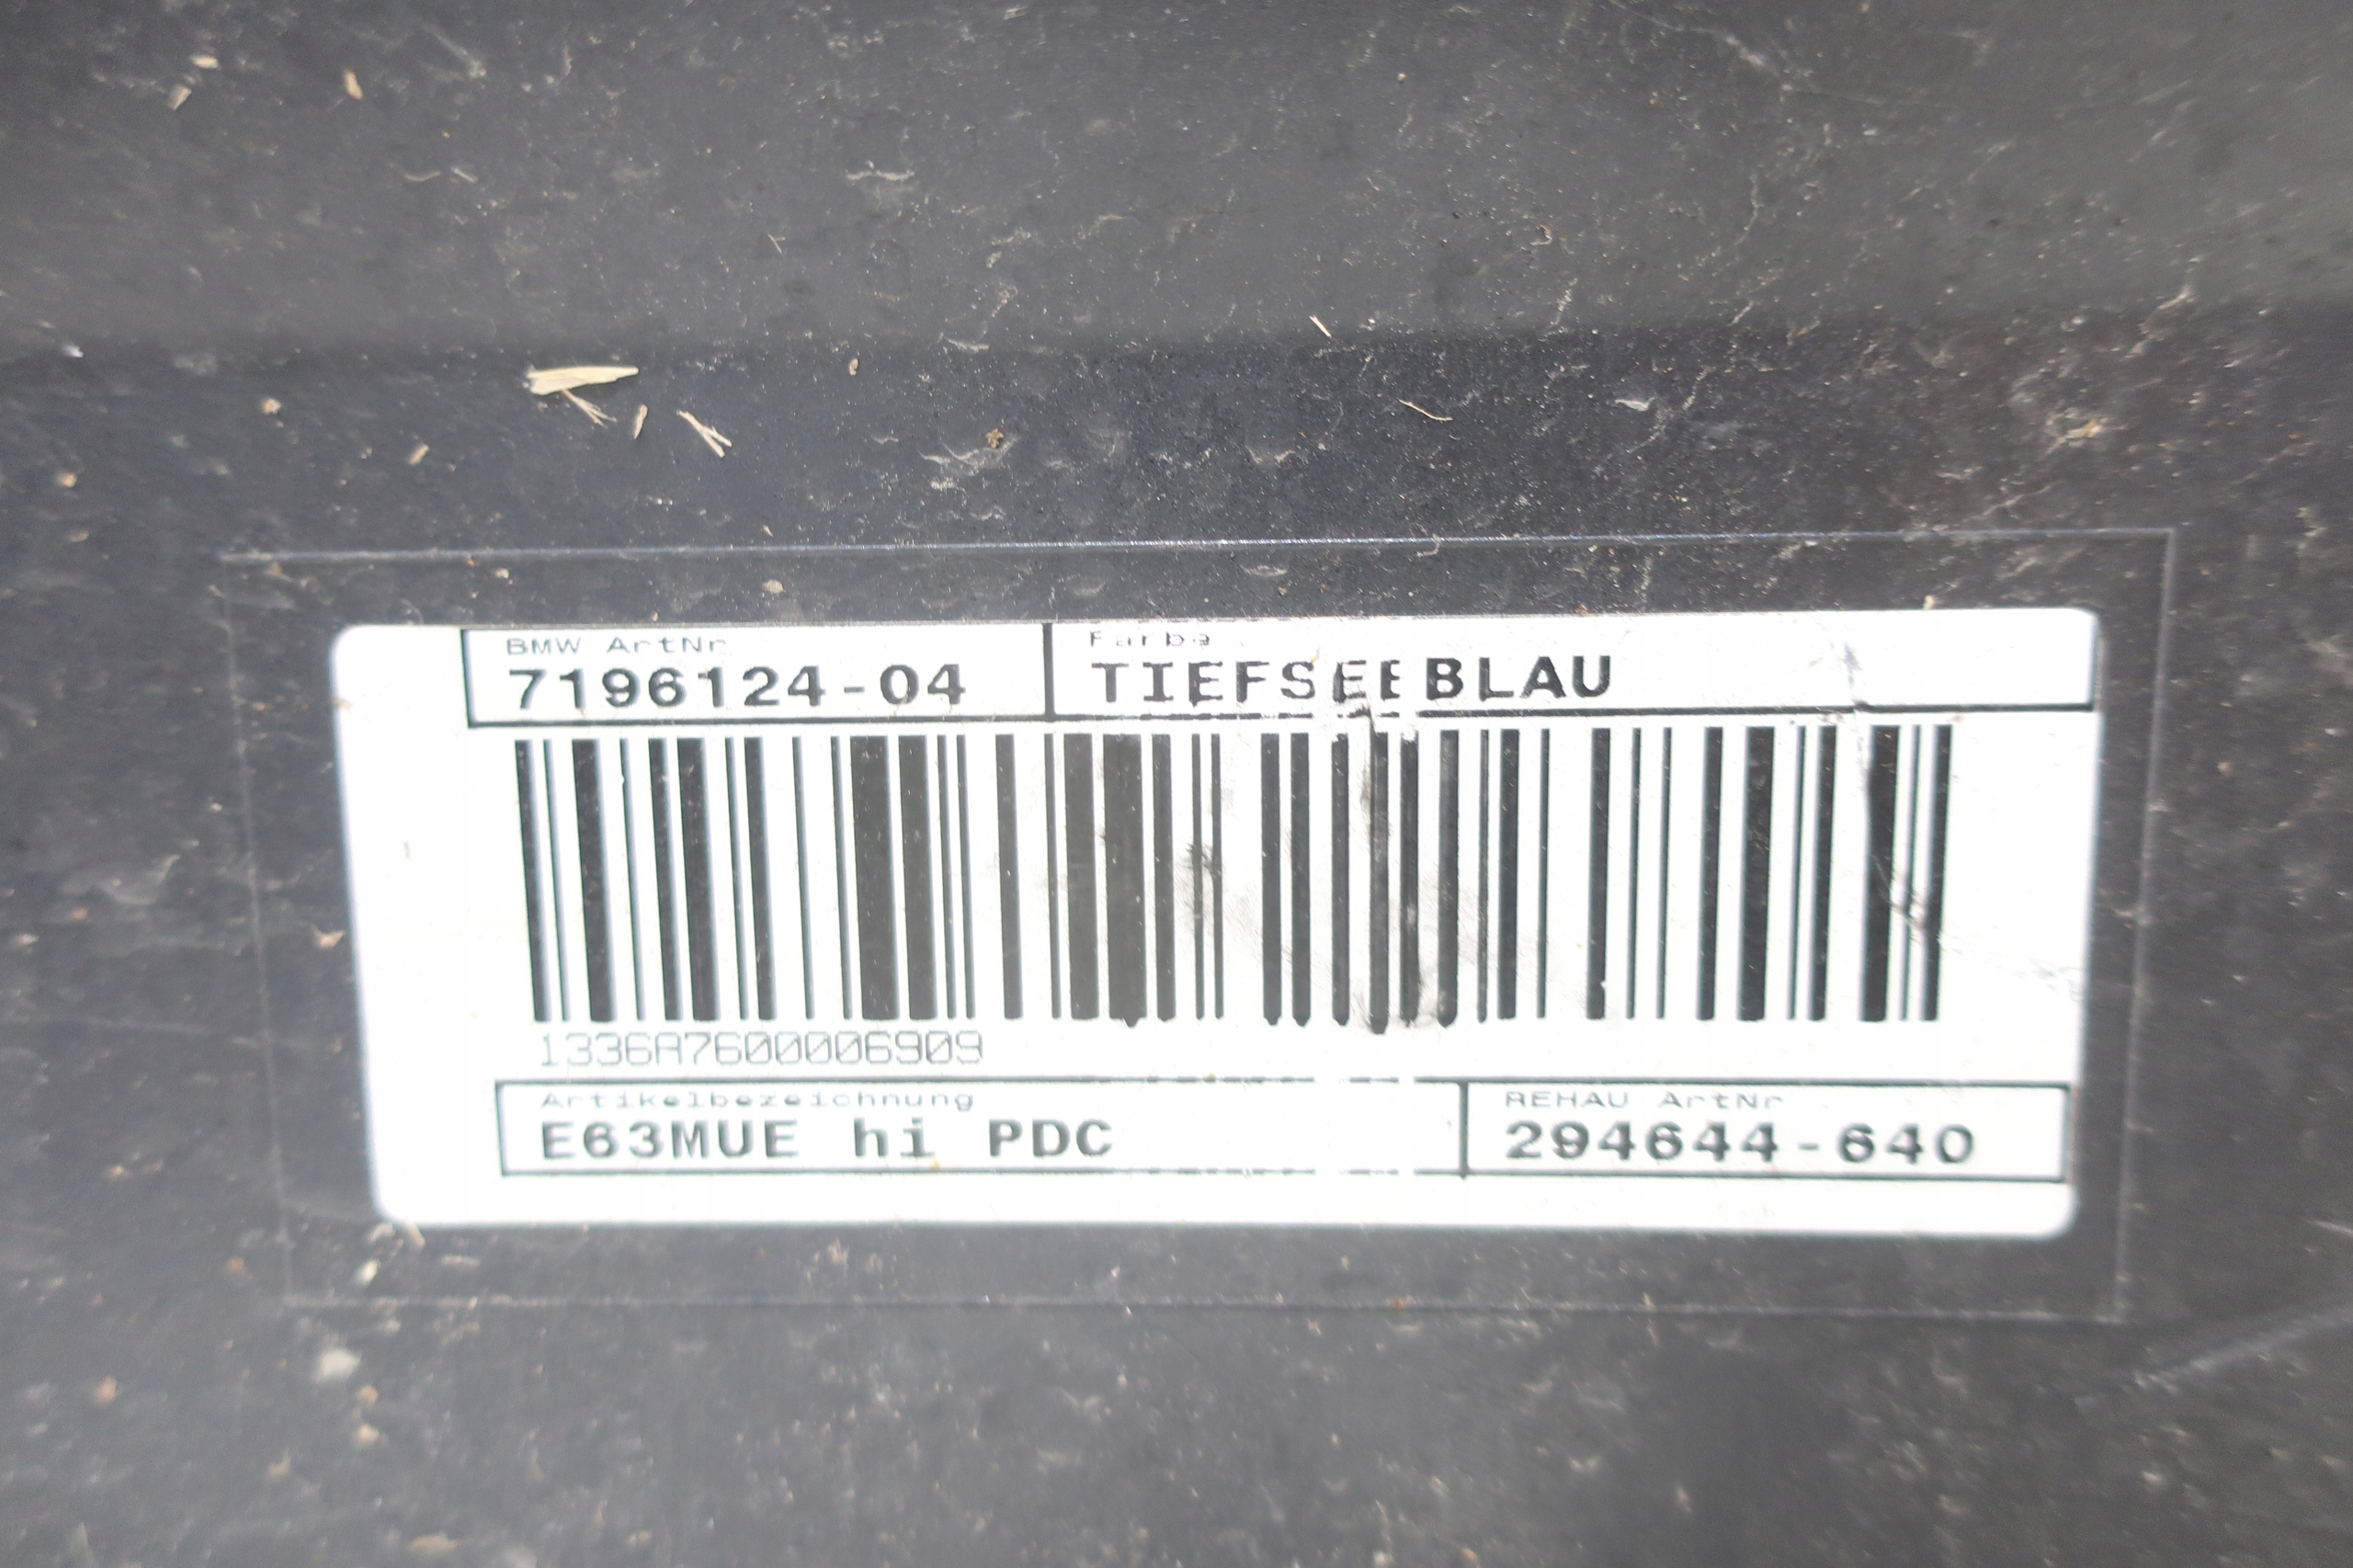 BMW ArtNr Farbe
7196124-04 TIEFSEEBLAU
1336A7600006909
Artikelbezeichnung REHAU ArtNr
E63MUE hi PDC 294644-640